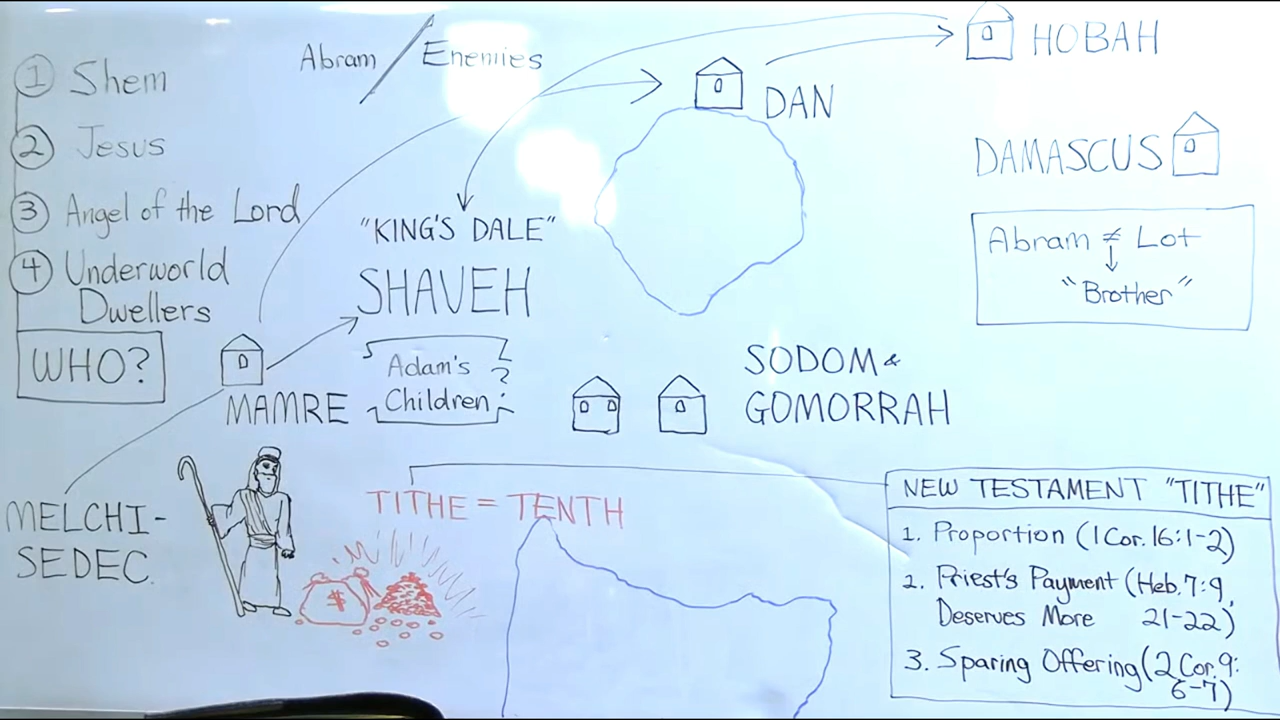 ① Shem
② Jesus
③ Angel of the Lord
④ Underworld
Dwellers
WHO?
Abram / Enemies
HOBAH
DAN
DAMASCUS
Abram ≠ Lot
"Brother"
"KING'S DALE"
SHAVEH
Adam's ?
Children
MAMRE
SODOM &
GOMORRAH
MELCHI-
SEDEC
TITHE = TENTH
$
NEW TESTAMENT "TITHE"
1. Proportion (1 Cor. 16:1-2)
2. Priest's Payment (Heb. 7:9,
Deserves More 21-22)
3. Sparing Offering (2 Cor. 9:
6-7)